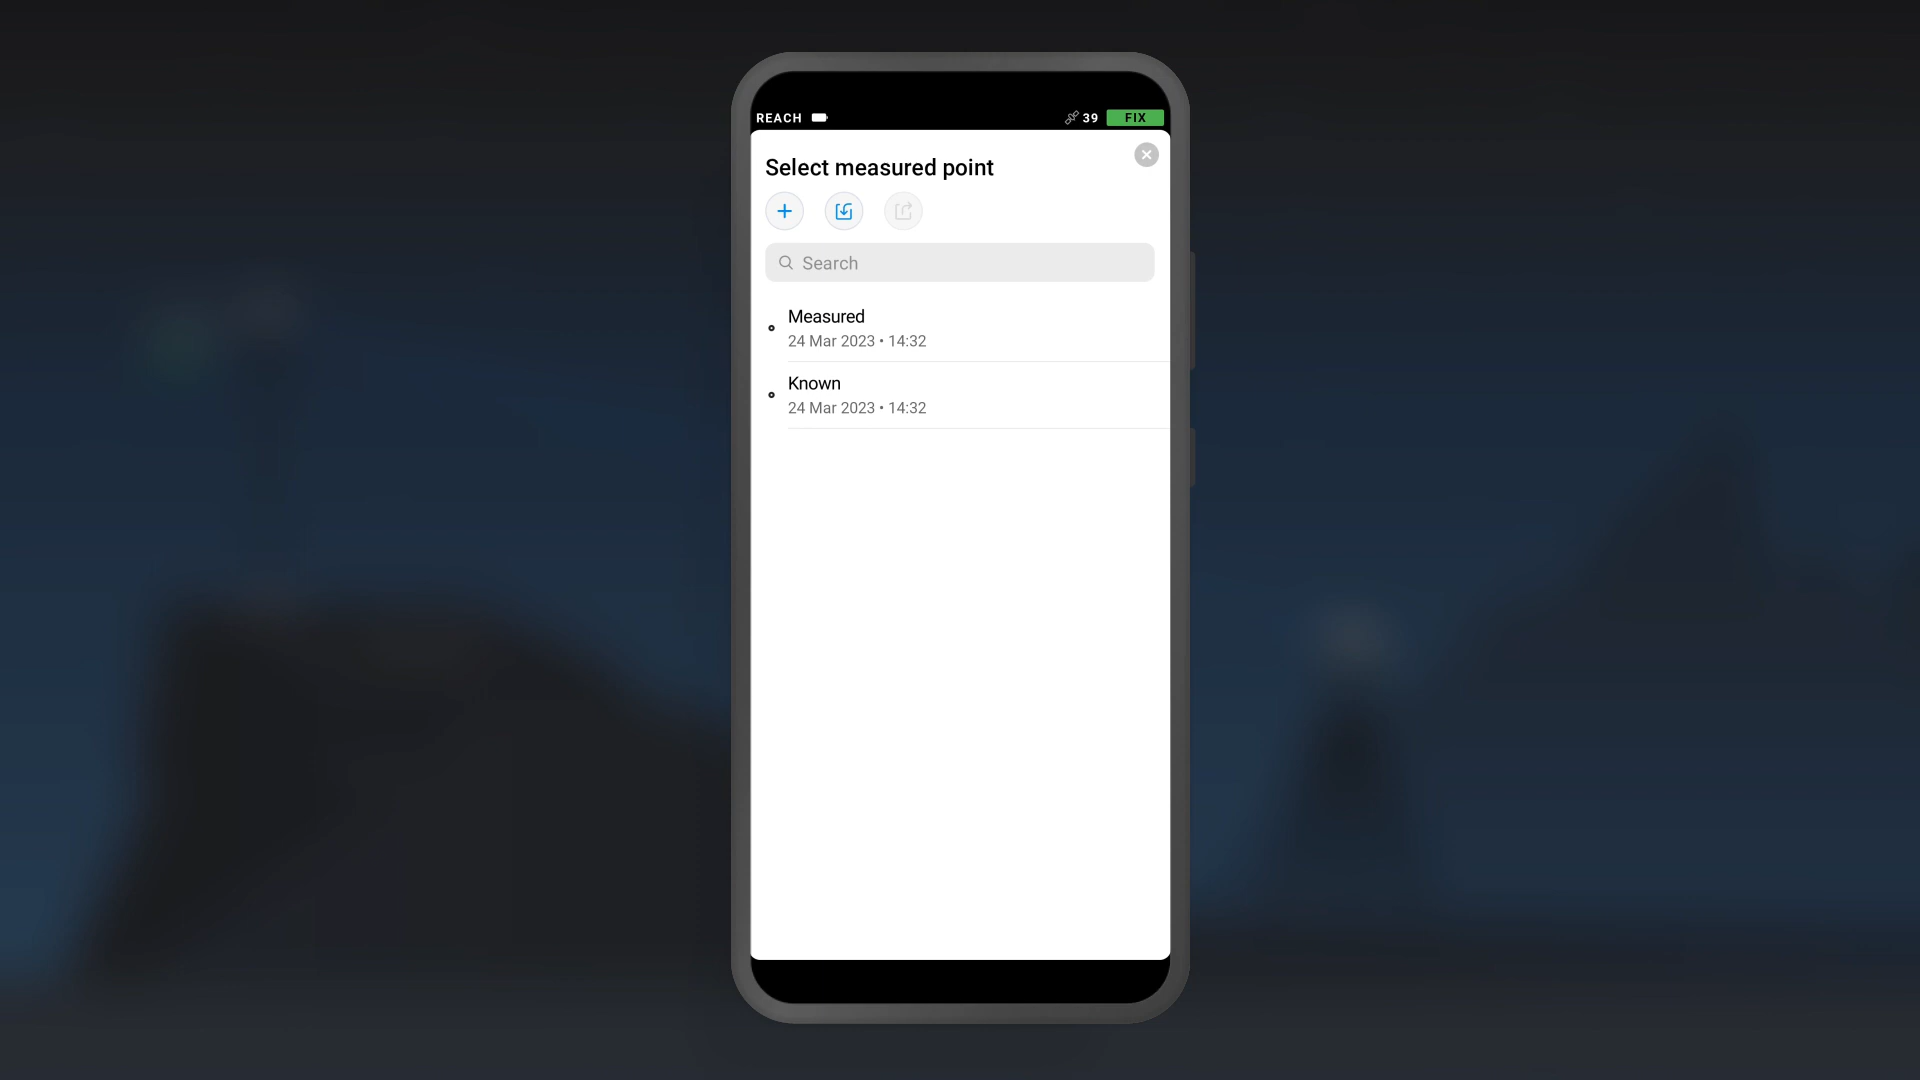 REACH 39 FIX
Select measured point
Search
Measured
24 Mar 2023 • 14:32
Known
24 Mar 2023 • 14:32